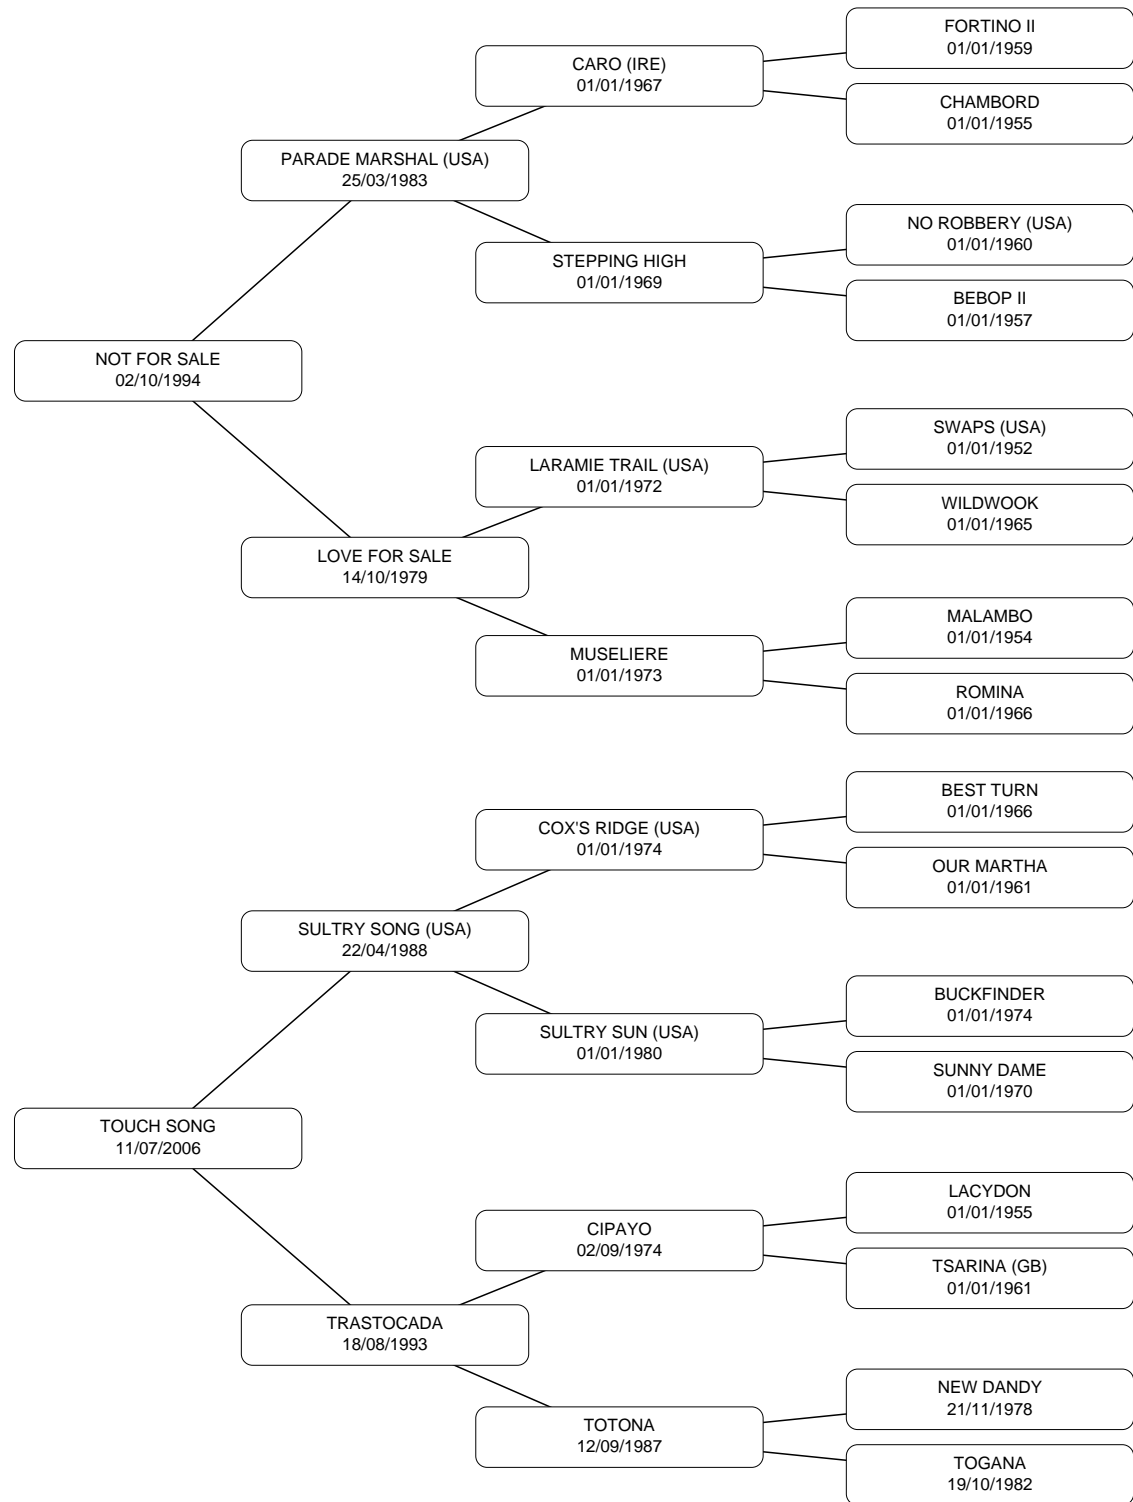 FORTINO II
01/01/1959
CARO (IRE)
01/01/1967
CHAMBORD
01/01/1955
PARADE MARSHAL (USA)
25/03/1983
NO ROBBERY (USA)
01/01/1960
STEPPING HIGH
01/01/1969
BEBOP II
01/01/1957
NOT FOR SALE
02/10/1994
SWAPS (USA)
01/01/1952
LARAMIE TRAIL (USA)
01/01/1972
WILDWOOK
01/01/1965
LOVE FOR SALE
14/10/1979
MALAMBO
01/01/1954
MUSELIERE
01/01/1973
ROMINA
01/01/1966
BEST TURN
01/01/1966
COX'S RIDGE (USA)
01/01/1974
OUR MARTHA
01/01/1961
SULTRY SONG (USA)
22/04/1988
BUCKFINDER
01/01/1974
SULTRY SUN (USA)
01/01/1980
SUNNY DAME
01/01/1970
TOUCH SONG
11/07/2006
LACYDON
01/01/1955
CIPAYO
02/09/1974
TSARINA (GB)
01/01/1961
TRASTOCADA
18/08/1993
NEW DANDY
21/11/1978
TOTONA
12/09/1987
TOGANA
19/10/1982